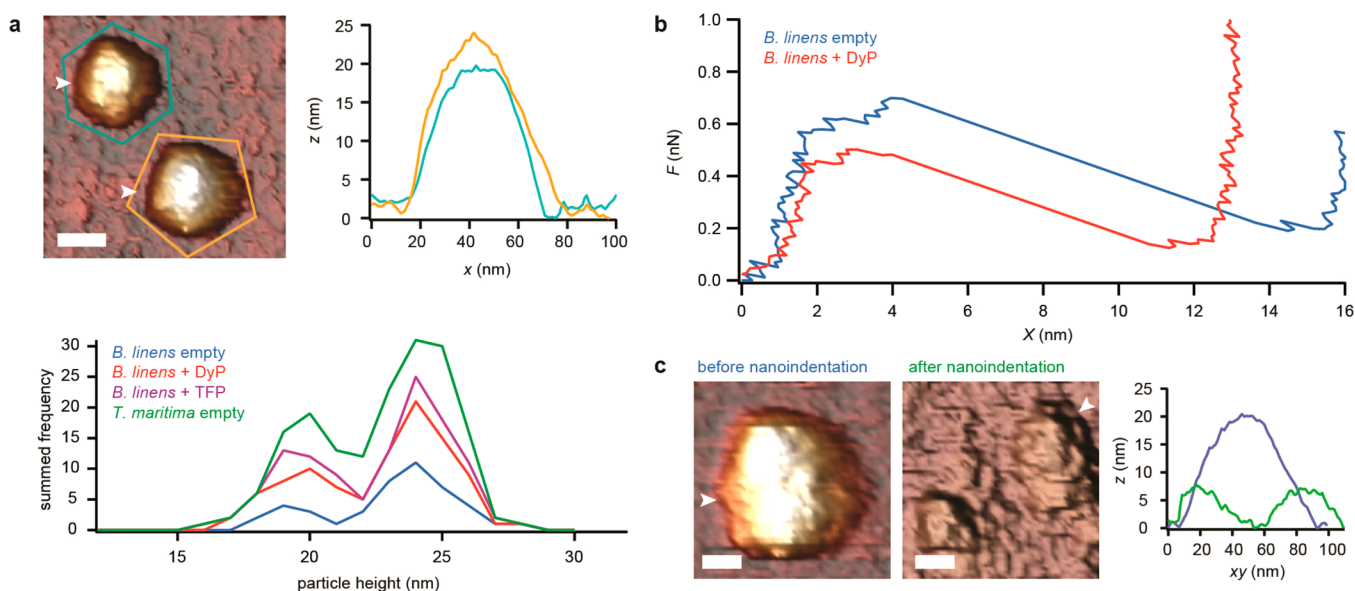 a
25
20
15
10
5
0
z (nm)
0 20 40 60 80 100
x (nm)
B. linens empty
B. linens + DyP
B. linens + TFP
T. maritima empty
30
25
20
15
10
5
0
summed frequency
15 20 25 30
particle height (nm)
b
B. linens empty
B. linens + DyP
1.0
0.8
0.6
0.4
0.2
0.0
F (nN)
0 2 4 6 8 10 12 14 16
X (nm)
c
before nanoindentation
after nanoindentation
25
20
15
10
5
0
z (nm)
0 20 40 60 80 100
xy (nm)